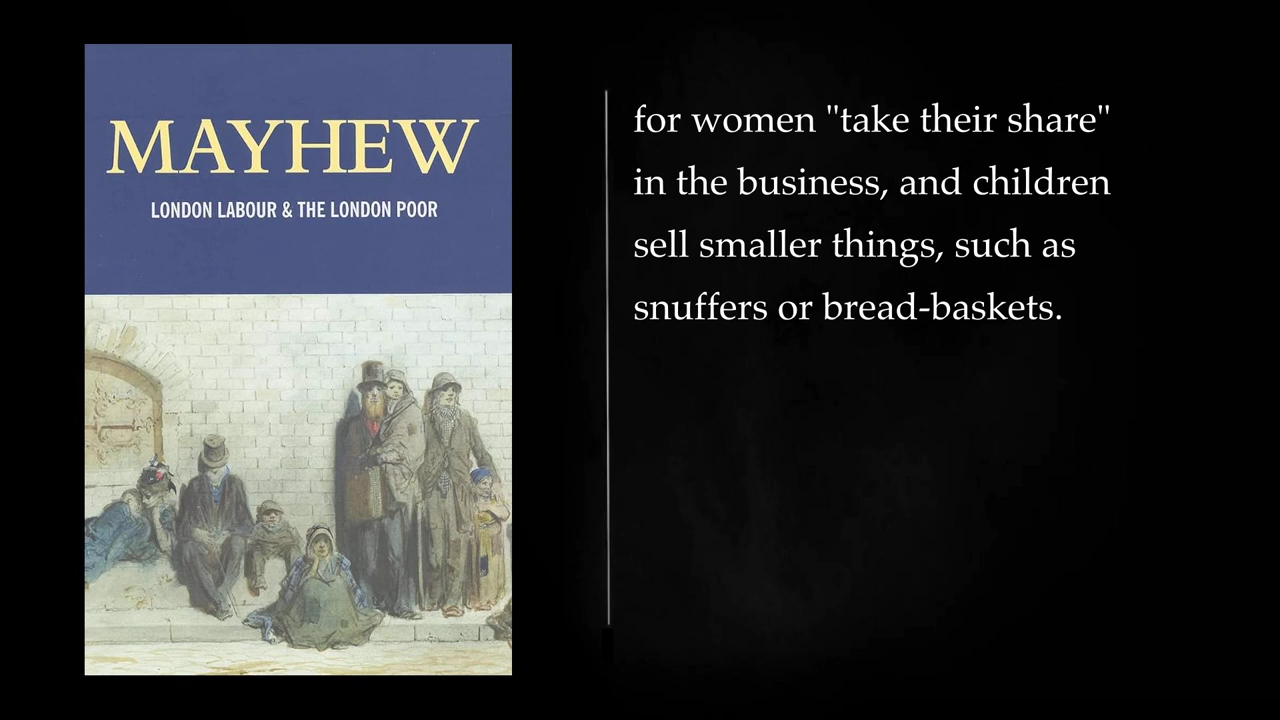 MAYHEW
LONDON LABOUR & THE LONDON POOR
for women "take their share"
in the business, and children
sell smaller things, such as
snuffers or bread-baskets.